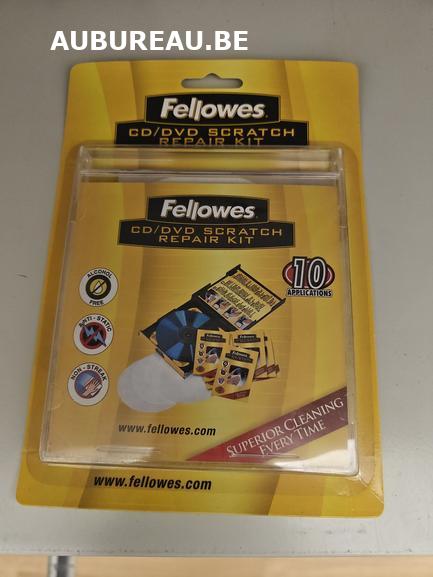 AUBUREAU.BE
Fellowes®
CD/DVD SCRATCH
REPAIR KIT
Fellowes®
CD/DVD SCRATCH
REPAIR KIT
10
APPLICATIONS
ALCOHOL
FREE
ANTI-STATIC
NON-STREAK
Fellowes
www.fellowes.com
SUPERIOR CLEANING
EVERY TIME
www.fellowes.com